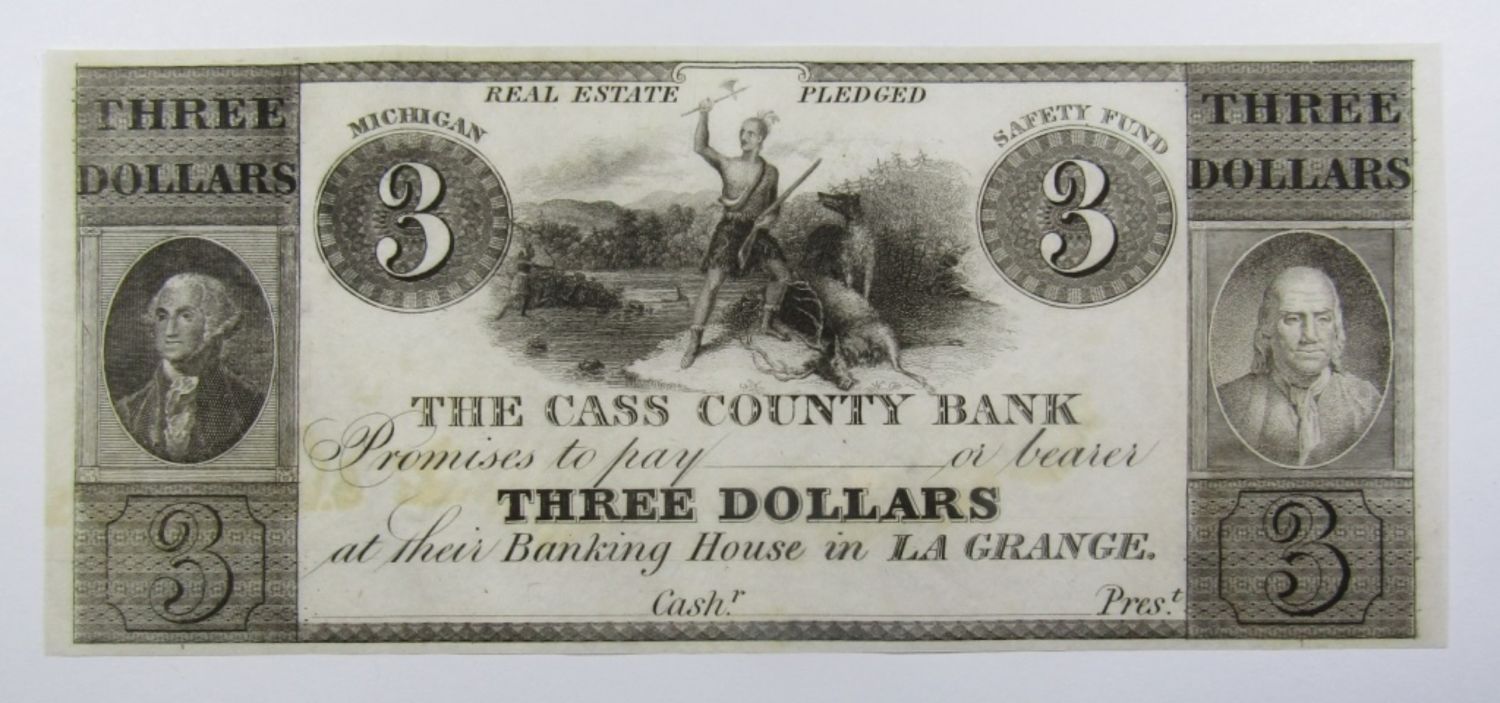 THREE
DOLLARS
REAL ESTATE PLEDGED
MICHIGAN
SAFETY FUND
THREE
DOLLARS
3
3
THE CASS COUNTY BANK
Promises to pay or bearer
THREE DOLLARS
at their Banking House in LA GRANGE.
Cash.r Pres.t
3
3